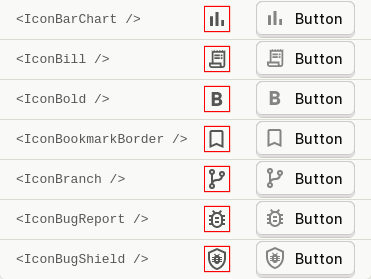 <IconBarChart /> Button
<IconBill /> Button
<IconBold /> B B Button
<IconBookmarkBorder /> Button
<IconBranch /> Button
<IconBugReport /> Button
<IconBugShield /> Button